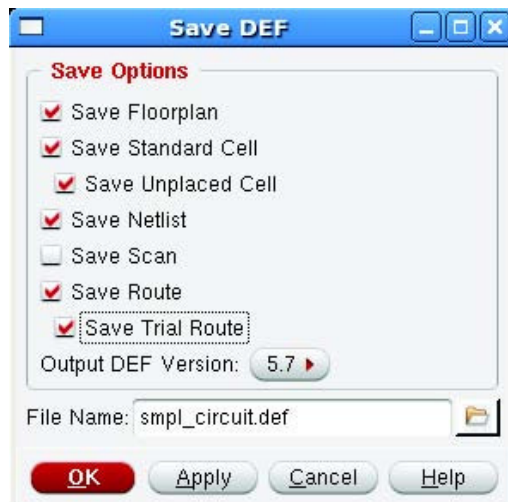 Save DEF
Save Options
Save Floorplan
Save Standard Cell
Save Unplaced Cell
Save Netlist
Save Scan
Save Route
Save Trial Route
Output DEF Version: 5.7
File Name: smpl_circuit.def
OK Apply Cancel Help